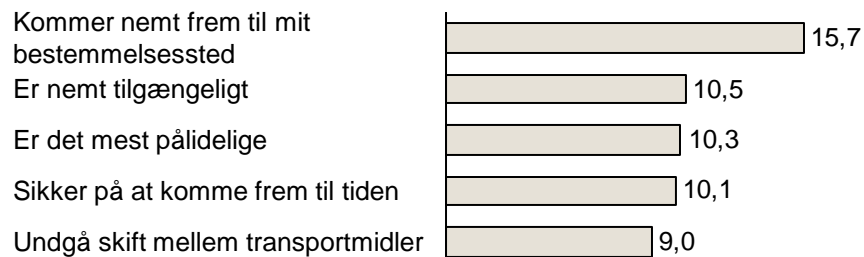 Kommer nemt frem til mit
bestemmelsessted
15,7
Er nemt tilgængeligt
10,5
Er det mest pålidelige
10,3
Sikker på at komme frem til tiden
10,1
Undgå skift mellem transportmidler
9,0